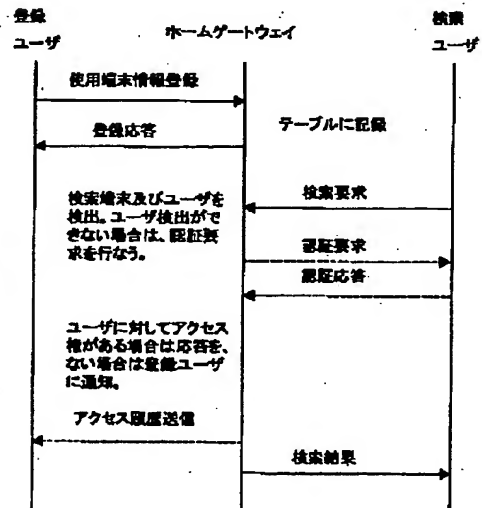 登録
ユーザ
ホームゲートウェイ
検索
ユーザ
使用端末情報登録
登録応答
テーブルに記録
検索要求
検索端末及びユーザを
検出。ユーザ検出がで
きない場合は、認証要
求を行なう。
認証要求
認証応答
ユーザに対してアクセス
権がある場合は応答を、
ない場合は登録ユーザ
に通知。
アクセス履歴送信
検索結果